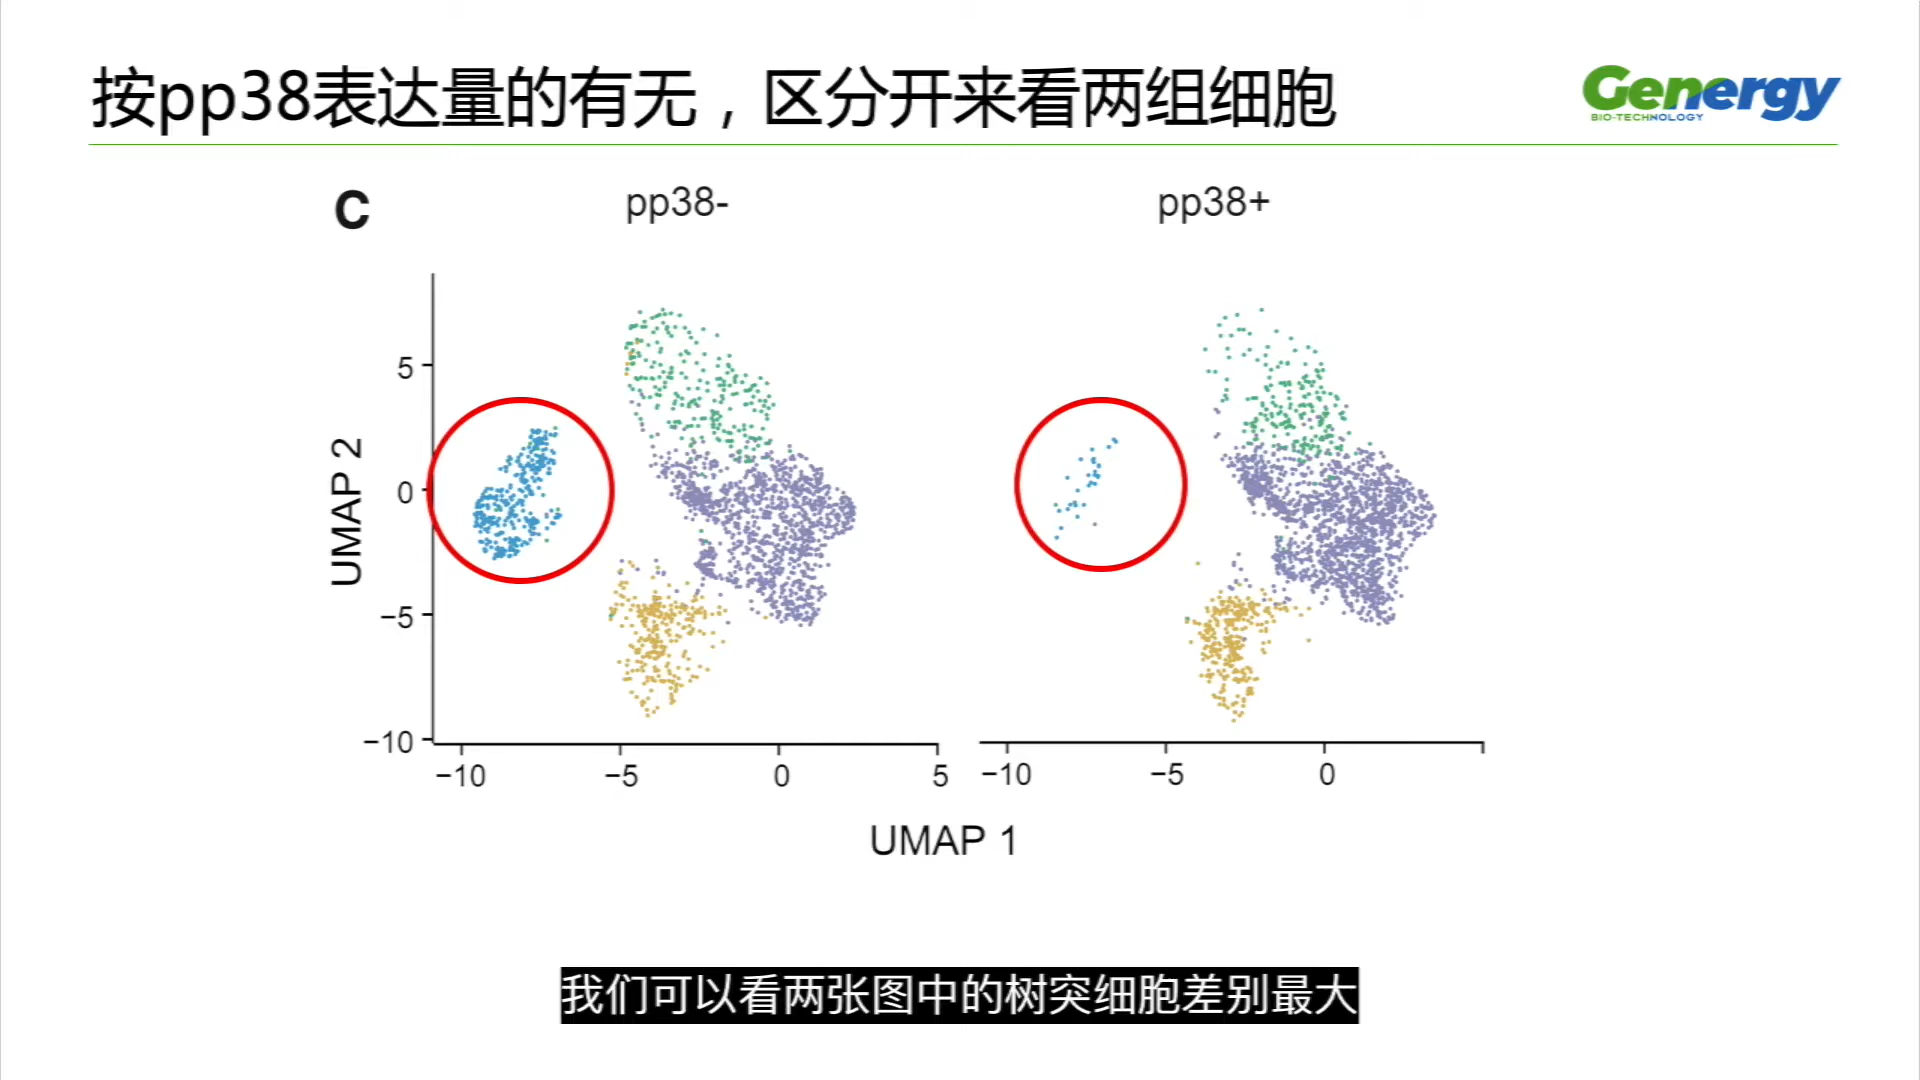 按pp38表达量的有无，区分开来看两组细胞
Genergy
BIO-TECHNOLOGY
C
pp38-
pp38+
5
0
−5
−10
UMAP 2
−10
−5
0
5
−10
−5
0
UMAP 1
我们可以看两张图中的树突细胞差别最大